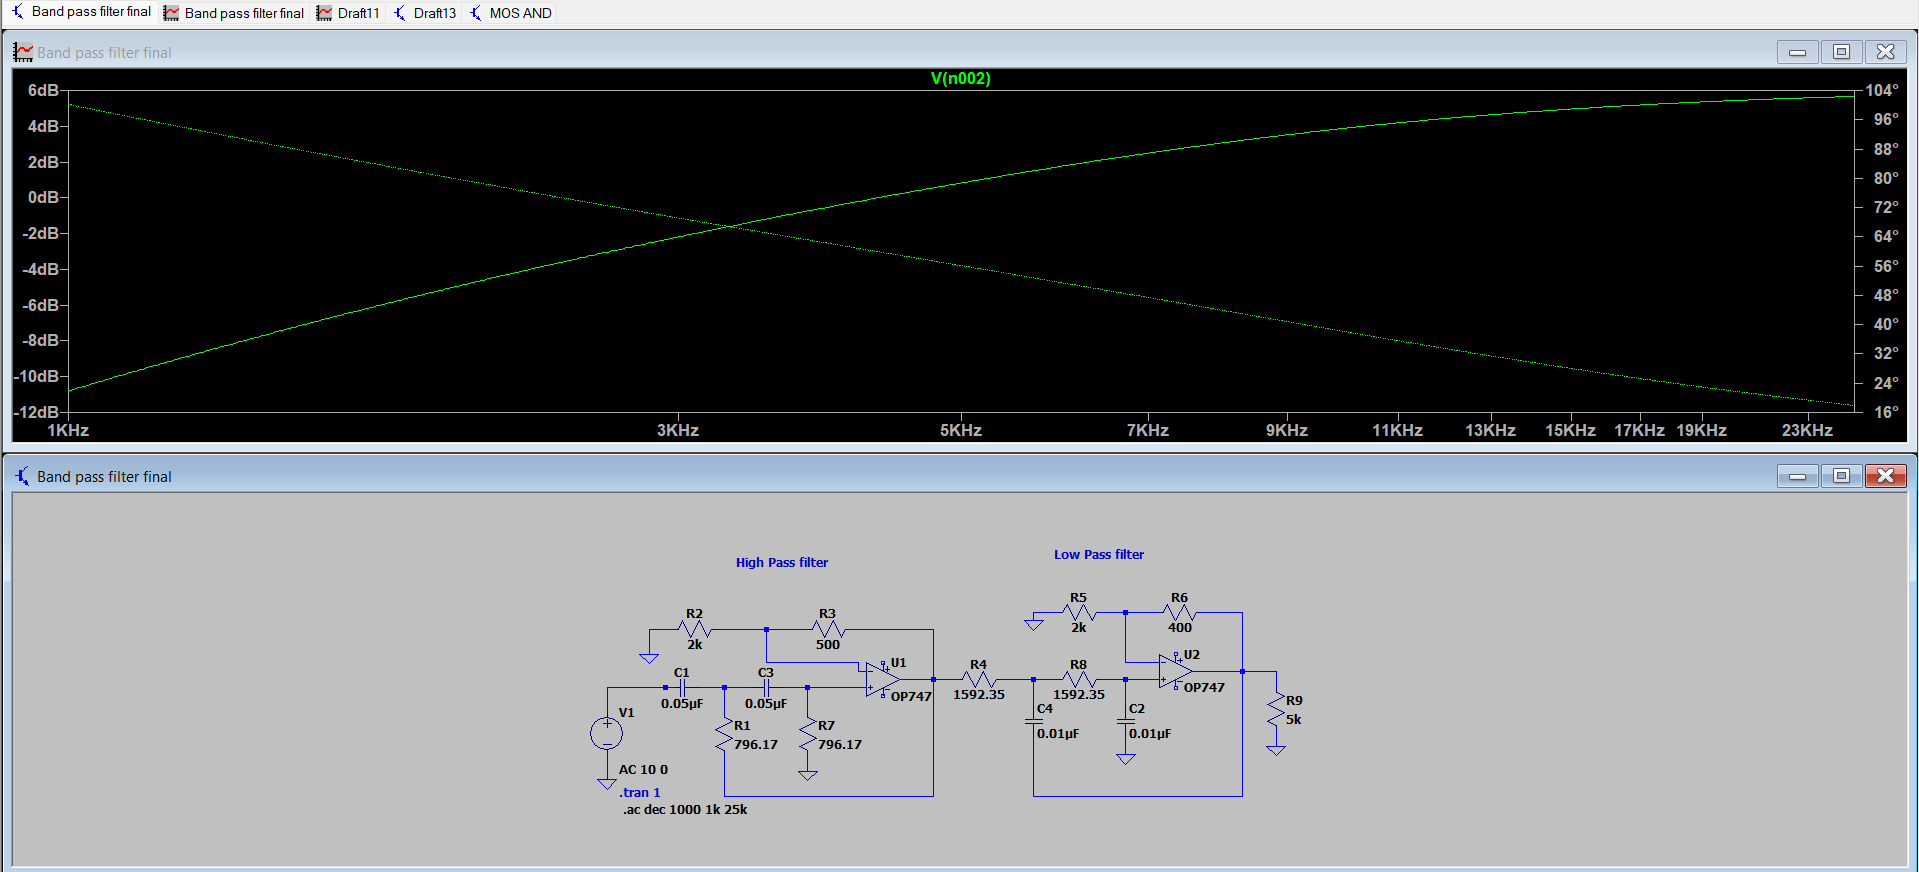 Band pass filter final Band pass filter final Draft11 Draft13 MOS AND
Band pass filter final
V(n002)
6dB 104°
4dB 96°
2dB 88°
0dB 80°
-2dB 72°
-4dB 64°
-6dB 56°
-8dB 48°
-10dB 40°
-12dB 32°
24°
16°
1KHz 3KHz 5KHz 7KHz 9KHz 11KHz 13KHz 15KHz 17KHz 19KHz 23KHz
Band pass filter final
High Pass filter
Low Pass filter
R2
2k
R3
500
C1
0.05µF
C3
0.05µF
U1
OP747
V1
R1
796.17
R7
796.17
AC 10 0
.tran 1
.ac dec 1000 1k 25k
R5
2k
R6
400
R4
1592.35
R8
1592.35
U2
OP747
C4
0.01µF
C2
0.01µF
R9
5k